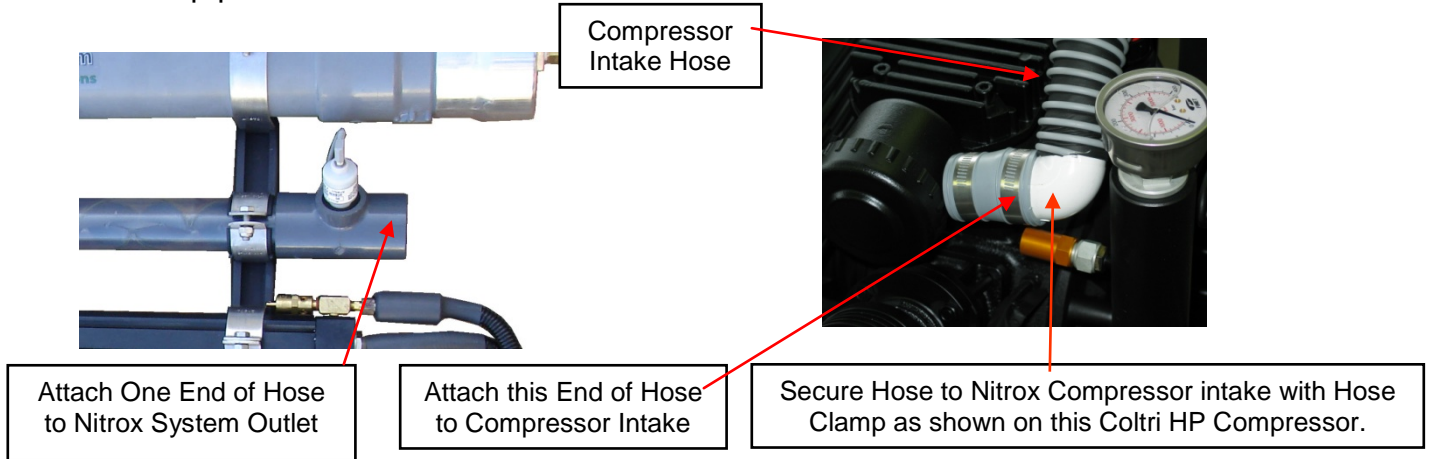 Compressor
Intake Hose
Attach One End of Hose
to Nitrox System Outlet
Attach this End of Hose
to Compressor Intake
Secure Hose to Nitrox Compressor intake with Hose
Clamp as shown on this Coltri HP Compressor.